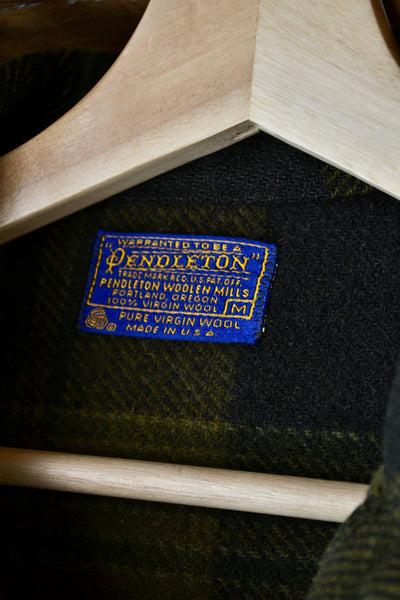 WARRANTED TO BE A
"PENDLETON"
TRADE MARK REG. U.S. PAT. OFF.
PENDLETON WOOLEN MILLS
PORTLAND, OREGON
100% VIRGIN WOOL M
PURE VIRGIN WOOL
MADE IN U.S.A.